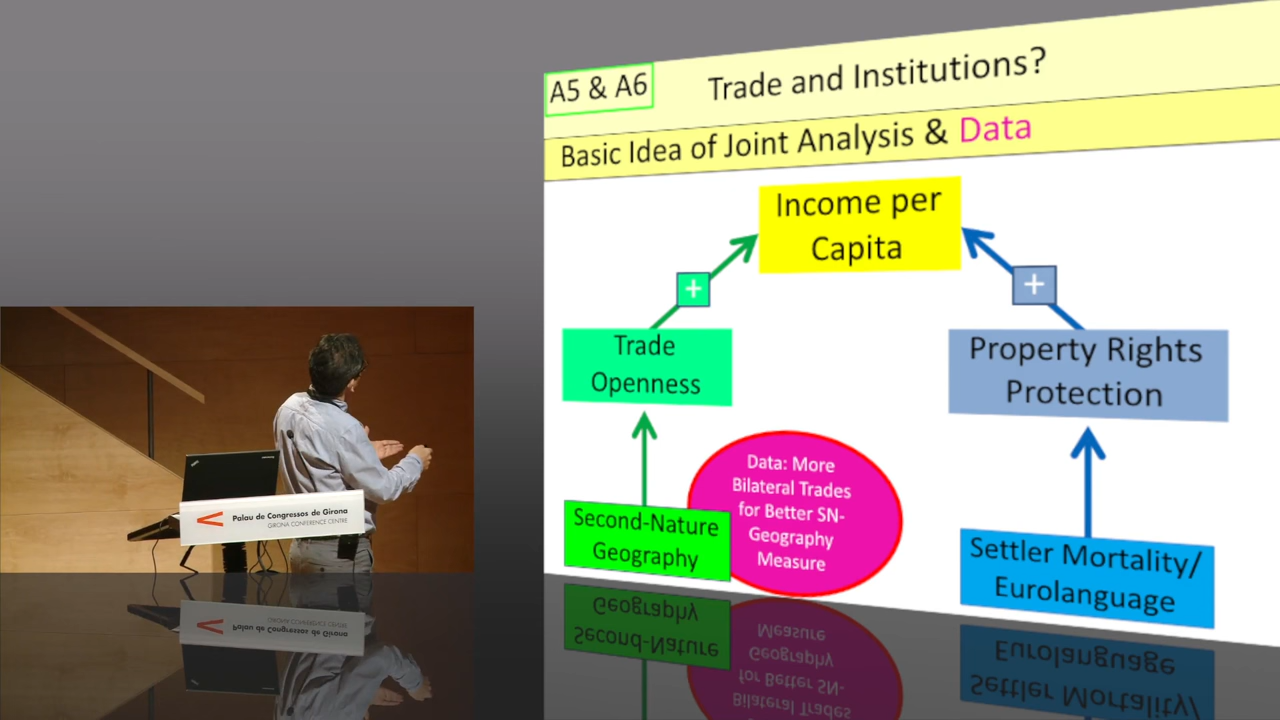 A5 & A6
Trade and Institutions?
Basic Idea of Joint Analysis & Data
Income per
Capita
+
+
Trade
Openness
Property Rights
Protection
Data: More
Bilateral Trades
for Better SN-
Geography
Measure
Second-Nature
Geography
Settler Mortality/
Eurolanguage
Palau de Congressos de Girona
GIRONA CONFERENCE CENTRE